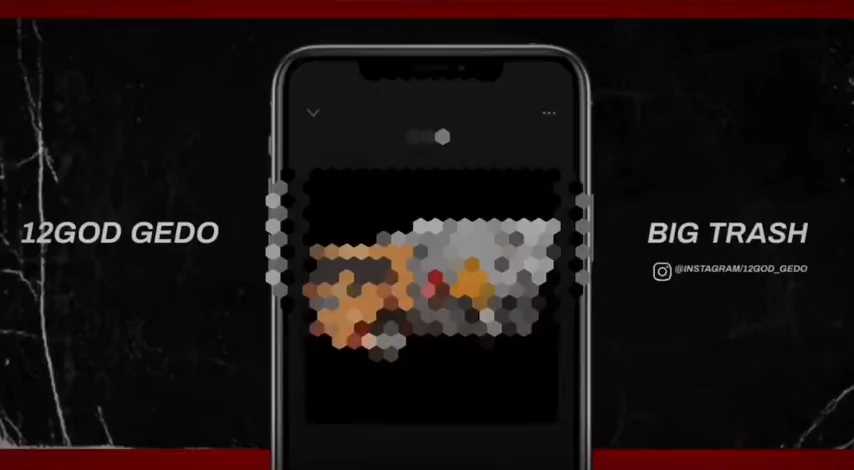 12GOD GEDO
BIG TRASH
@INSTAGRAM/12GOD_GEDO